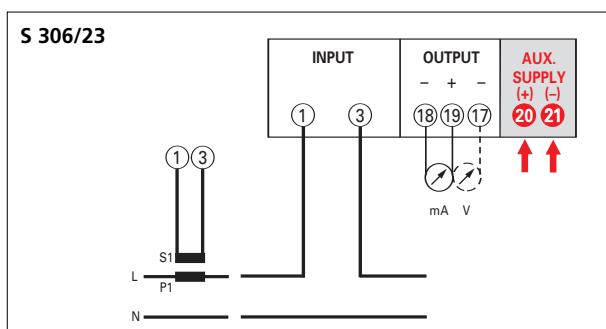 S 306/23
INPUT
OUTPUT
AUX.
SUPPLY
– + –
(+) (–)
1 3
18 19 17
20 21
1 3
mA V
S1
L
P1
N